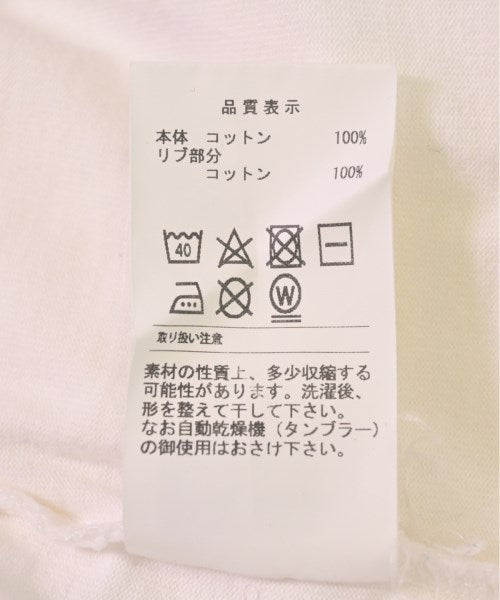 品質表示
本体 コットン 100%
リブ部分
コットン 100%
40
W
取り扱い注意
素材の性質上、多少収縮する
可能性があります。洗濯後、
形を整えて干して下さい。
なお自動乾燥機（タンブラー）
の御使用はおさけ下さい。